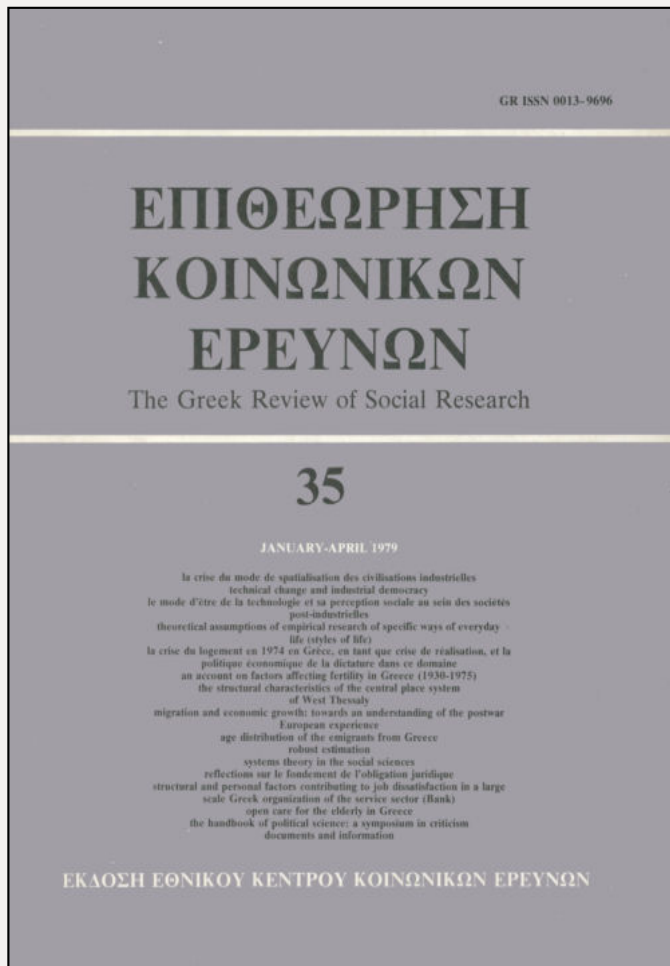 GR ISSN 0013-9696
ΕΠΙΘΕΩΡΗΣΗ
ΚΟΙΝΩΝΙΚΩΝ
ΕΡΕΥΝΩΝ
The Greek Review of Social Research
35
JANUARY-APRIL 1979
la crise du mode de spatialisation des civilisations industrielles
technical change and industrial democracy
le mode d'être de la technologie et sa perception sociale au sein des sociétés
post-industrielles
theoretical assumptions of empirical research of specific ways of everyday
life (styles of life)
la crise du logement en 1974 en Grèce, en tant que crise de réalisation, et la
politique économique de la dictature dans ce domaine
an account on factors affecting fertility in Greece (1930-1975)
the structural characteristics of the central place system
of West Thessaly
migration and economic growth: towards an understanding of the postwar
European experience
age distribution of the emigrants from Greece
robust estimation
systems theory in the social sciences
reflections sur le fondement de l'obligation juridique
structural and personal factors contributing to job dissatisfaction in a large
scale Greek organization of the service sector (Bank)
open care for the elderly in Greece
the handbook of political science: a symposium in criticism
documents and information
ΕΚΔΟΣΗ ΕΘΝΙΚΟΥ ΚΕΝΤΡΟΥ ΚΟΙΝΩΝΙΚΩΝ ΕΡΕΥΝΩΝ